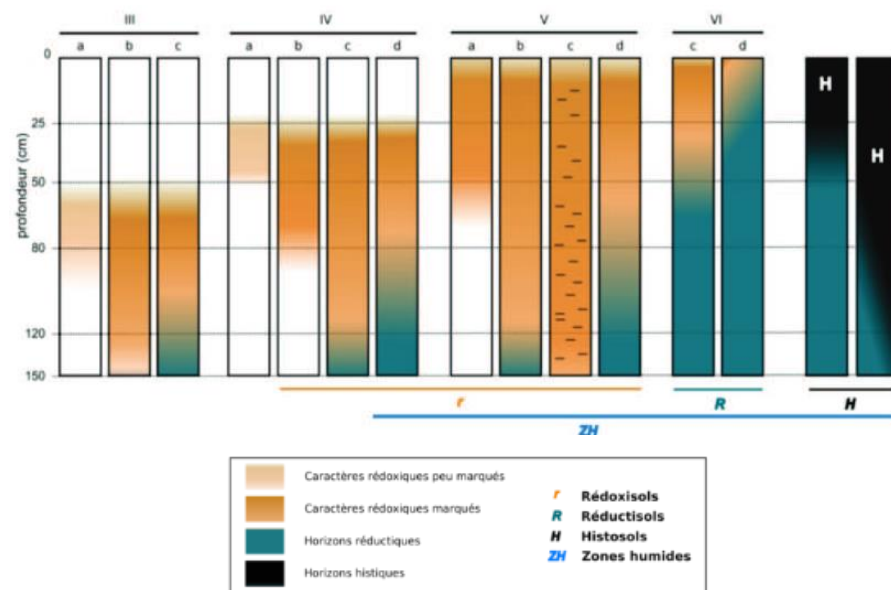 III IV V VI
a b c a b c d a b c d c d
0
25
50
80
120
150
profondeur (cm)
H
H
r R H
ZH
Caractères rédoxiques peu marqués
Caractères rédoxiques marqués
Horizons réductiques
Horizons histiques
r Rédoxisols
R Réductisols
H Histosols
ZH Zones humides